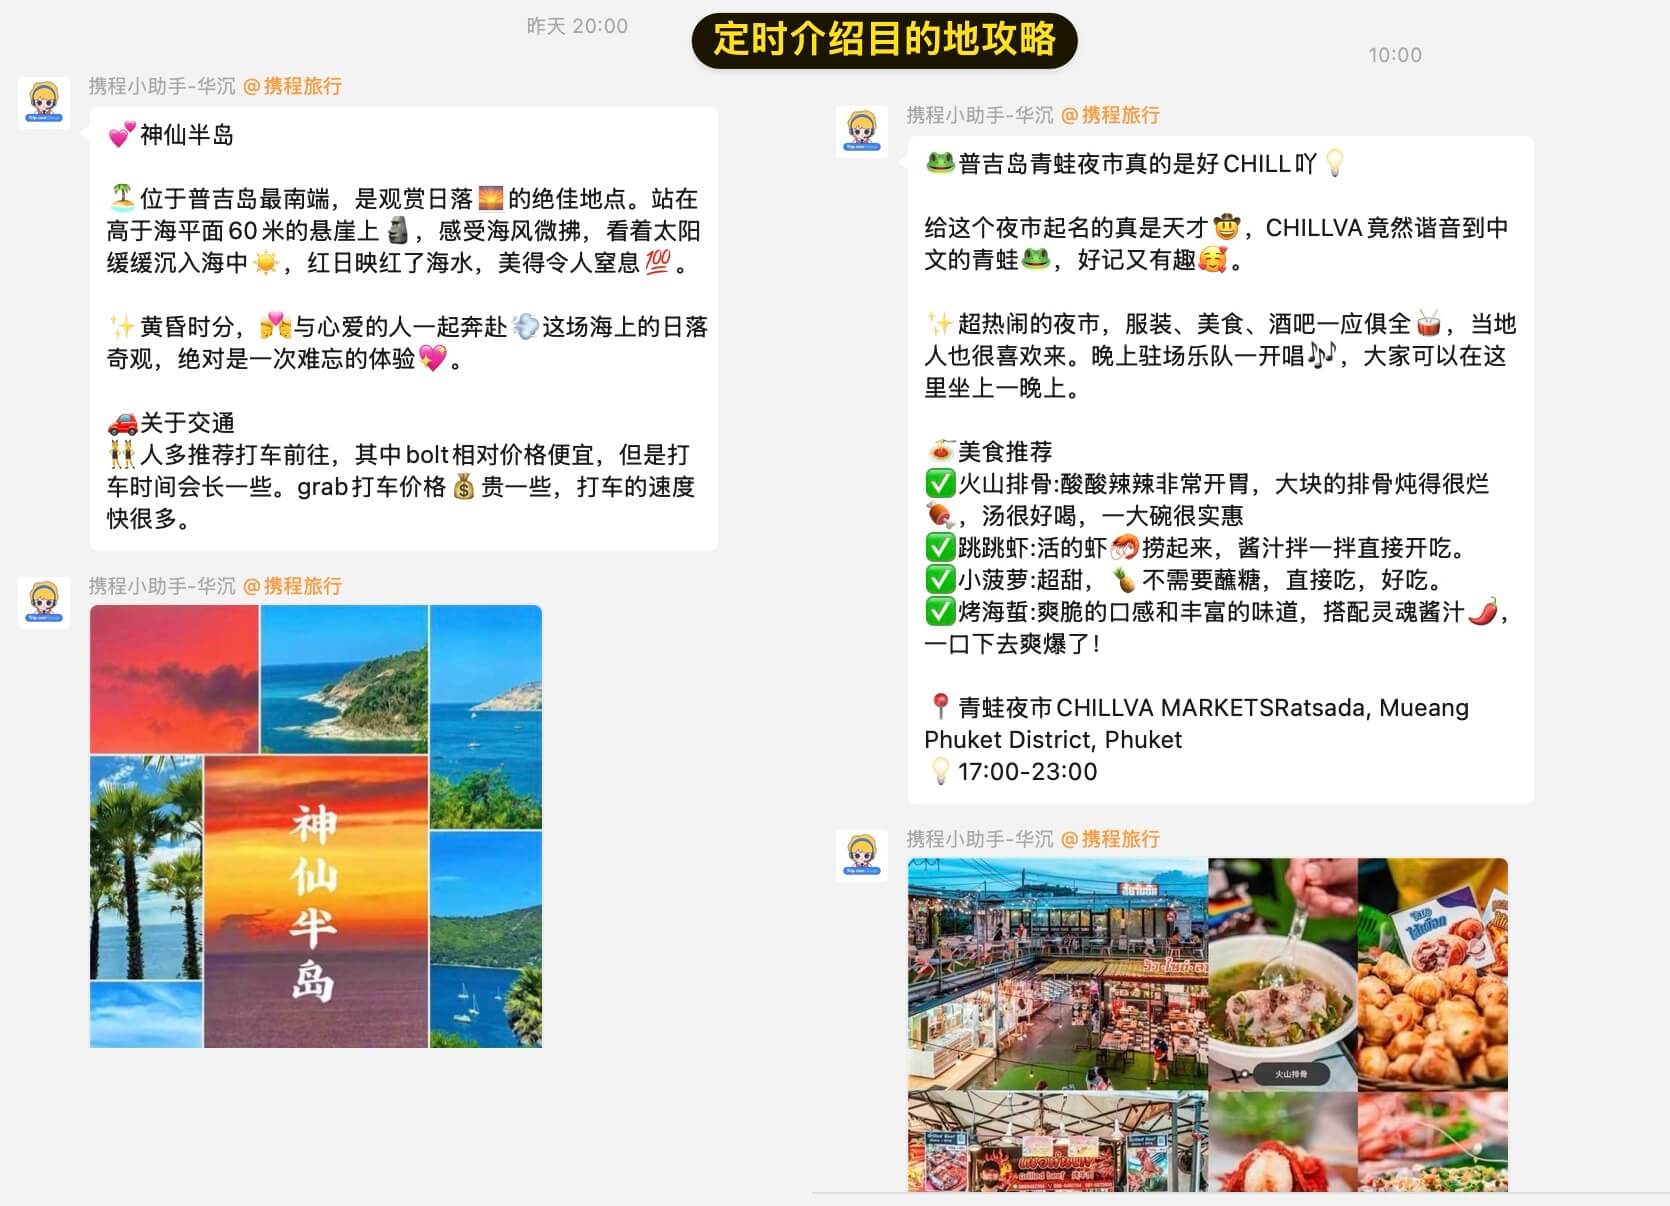 定时介绍目的地攻略
昨天 20:00
携程小助手-华沉 @携程旅行
💕神仙半岛
🏝️位于普吉岛最南端，是观赏日落🌅的绝佳地点。站在
高于海平面60米的悬崖上🗿，感受海风微拂，看着太阳
缓缓沉入海中☀️，红日映红了海水，美得令人窒息💯。
✨黄昏时分，💏与心爱的人一起奔赴💨这场海上的日落
奇观，绝对是一次难忘的体验💖。
🚗关于交通
👯人多推荐打车前往，其中bolt相对价格便宜，但是打
车时间会长一些。grab打车价格💰贵一些，打车的速度
快很多。
携程小助手-华沉 @携程旅行
神
仙
半
岛
10:00
携程小助手-华沉 @携程旅行
🐸普吉岛青蛙夜市真的是好CHILL吖💡
给这个夜市起名的真是天才🤠，CHILLVA竟然谐音到中
文的青蛙🐸，好记又有趣🥰。
✨超热闹的夜市，服装、美食、酒吧一应俱全🥁，当地
人也很喜欢来。晚上驻场乐队一开唱🎶，大家可以在这
里坐上一晚上。
🍝美食推荐
✅火山排骨:酸酸辣辣非常开胃，大块的排骨炖得很烂
🍖，汤很好喝，一大碗很实惠
✅跳跳虾:活的虾🦐捞起来，酱汁拌一拌直接开吃。
✅小菠萝:超甜，🍍不需要蘸糖，直接吃，好吃。
✅烤海蜇:爽脆的口感和丰富的味道，搭配灵魂酱汁🌶️，
一口下去爽爆了!
📍青蛙夜市CHILLVA MARKETSRatsada, Mueang
Phuket District, Phuket
💡17:00-23:00
携程小助手-华沉 @携程旅行
火山排骨
Grilled beef